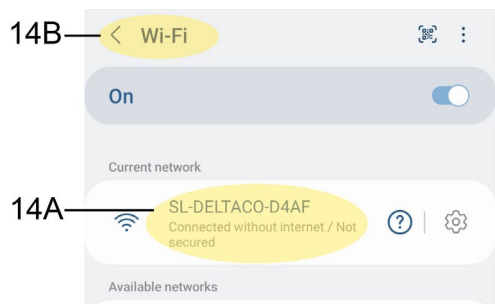 14B
Wi-Fi
On
Current network
14A
SL-DELTACO-D4AF
Connected without internet / Not
secured
Available networks